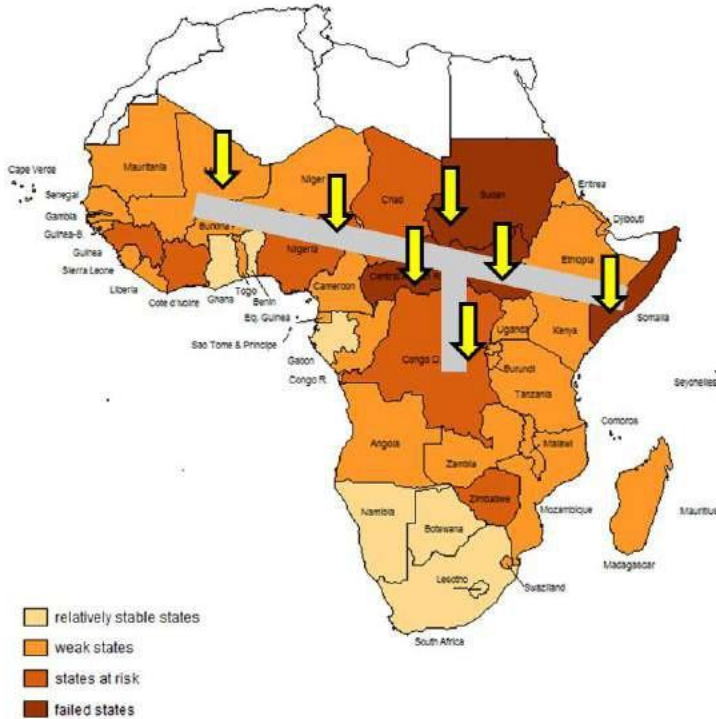 Mauritania
Niger
Chad
Sudan
Eritrea
Cape Verde
Senegal
Gambia
Guinea-B
Guinea
Sierra Leone
Liberia
Cote d'Ivoire
Ghana
Togo
Benin
Burkina
Nigeria
Cameroon
Eq. Guinea
Sao Tome & Principe
Gabon
Congo R.
Central
Djibouti
Ethiopia
Somalia
Uganda
Kenya
Congo D.
Burundi
Tanzania
Seychelles
Comoros
Angola
Zambia
Malawi
Zimbabwe
Mozambique
Mauritius
Madagascar
Namibia
Botswana
Lesotho
Swaziland
South Africa
relatively stable states
weak states
states at risk
failed states